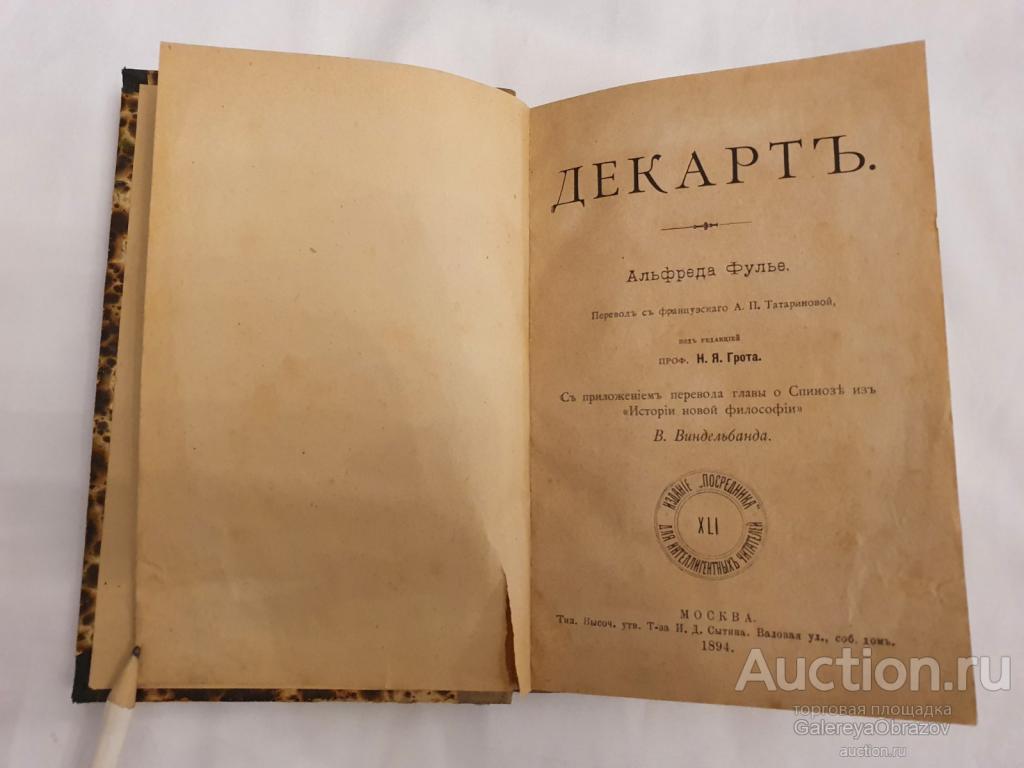 ДЕКАРТЪ.
Альфреда Фулье.
Переводъ съ французскаго А. П. Татариновой,
подъ редакціей
ПРОФ. Н. Я. Грота.
Съ приложеніемъ перевода главы о Спинозѣ изъ
«Исторіи новой философіи»
В. Виндельбанда.
ИЗДАНІЕ „ПОСРЕДНИКА“
XLI
ДЛЯ ИНТЕЛЛИГЕНТНЫХЪ ЧИТАТЕЛЕЙ
МОСКВА.
Тип. Высоч. утв. Т-ва И. Д. Сытина. Валовая ул., соб. домъ.
1894.
Auction.ru
торговая площадка
GalereyaObrazov
auction.ru